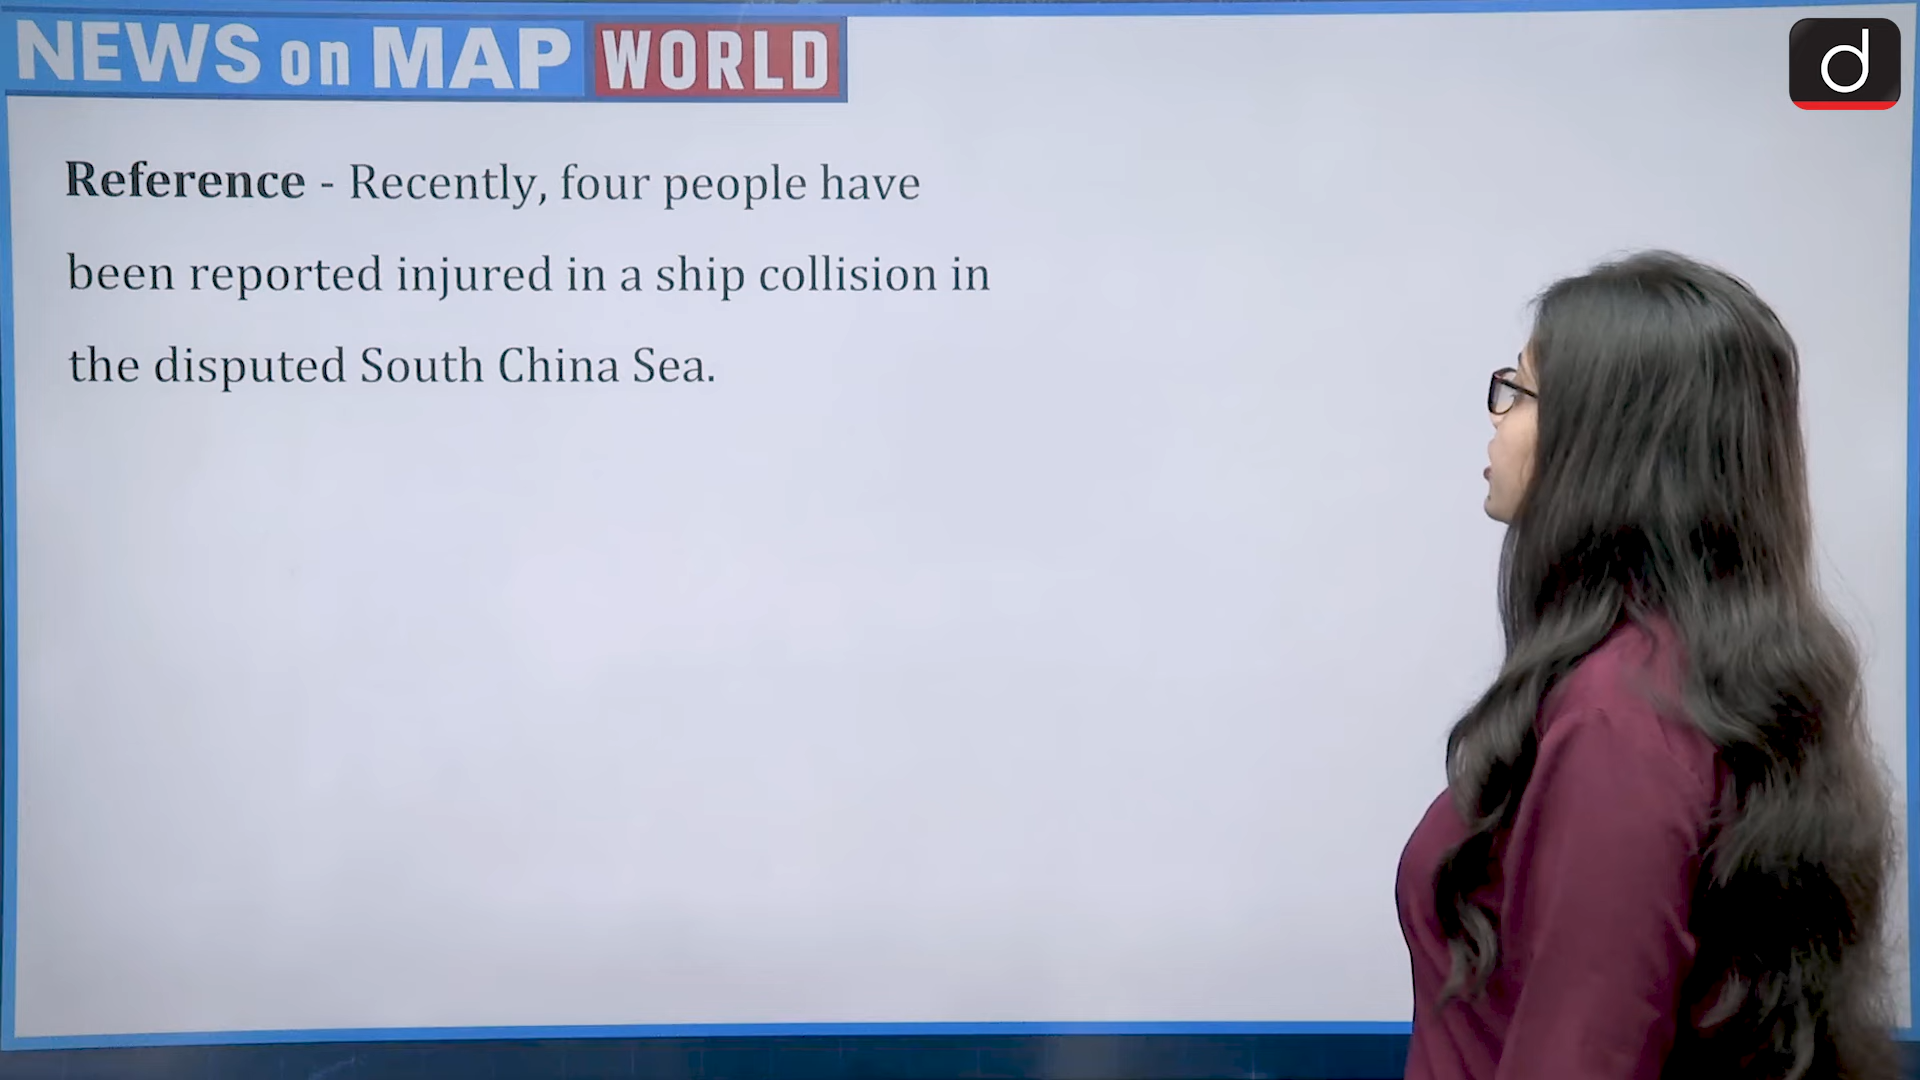 NEWS on MAP WORLD
d
Reference - Recently, four people have
been reported injured in a ship collision in
the disputed South China Sea.